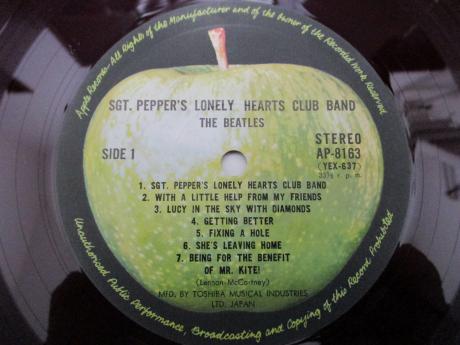 Apple Records · All Rights of the Manufacturer and of the Owner of the Recorded Work Reserved
SGT. PEPPER'S LONELY HEARTS CLUB BAND
THE BEATLES
SIDE 1
STEREO
AP-8163
(YEX-637)
33⅓ r. p. m.
1. SGT. PEPPER'S LONELY HEARTS CLUB BAND
2. WITH A LITTLE HELP FROM MY FRIENDS
3. LUCY IN THE SKY WITH DIAMONDS
4. GETTING BETTER
5. FIXING A HOLE
6. SHE'S LEAVING HOME
7. BEING FOR THE BENEFIT
OF MR. KITE!
(Lennon-McCartney)
MFD. BY TOSHIBA MUSICAL INDUSTRIES
LTD. JAPAN
Unauthorized Public Performance, Broadcasting and Copying of this Record Prohibited